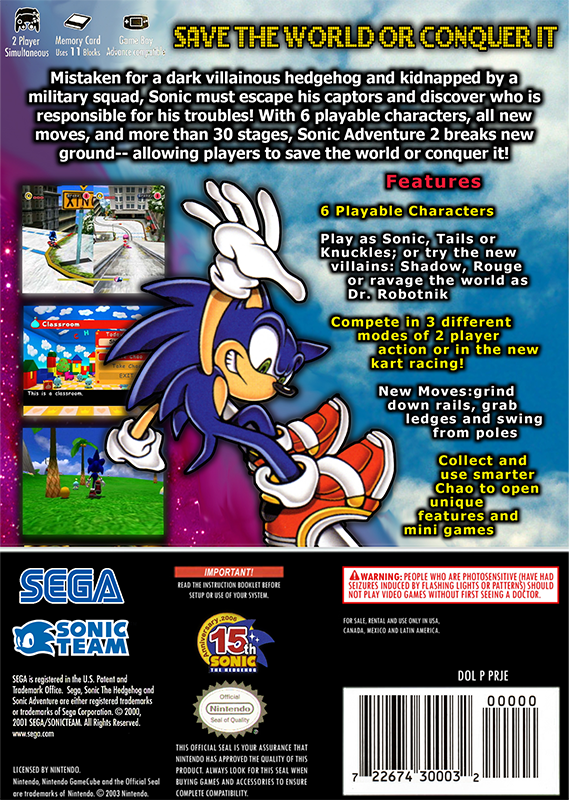 SAVE THE WORLD OR CONQUER IT
2 Player
Simultaneous
Memory Card
Uses 11 Blocks
Game Boy
Advance compatible
Mistaken for a dark villainous hedgehog and kidnapped by a
military squad, Sonic must escape his captors and discover who is
responsible for his troubles! With 6 playable characters, all new
moves, and more than 30 stages, Sonic Adventure 2 breaks new
ground-- allowing players to save the world or conquer it!
Features
6 Playable Characters
Play as Sonic, Tails or
Knuckles; or try the new
villains: Shadow, Rouge
or ravage the world as
Dr. Robotnik
Compete in 3 different
modes of 2 player
action or in the new
kart racing!
New Moves:grind
down rails, grab
ledges and swing
from poles
Collect and
use smarter
Chao to open
unique
features and
mini games
Classroom
This is a classroom.
SEGA
SONIC
TEAM
SEGA is registered in the U.S. Patent and
Trademark Office. Sega, Sonic The Hedgehog and
Sonic Adventure are either registered trademarks
or trademarks of Sega Corporation. © 2000,
2001 SEGA/SONICTEAM. All Rights Reserved.
www.sega.com
LICENSED BY NINTENDO.
Nintendo, Nintendo GameCube and the Official Seal
are trademarks of Nintendo. © 2003 Nintendo.
IMPORTANT!
READ THE INSTRUCTION BOOKLET BEFORE
SETUP OR USE OF YOUR SYSTEM.
Anniversary.2006
15th
SONIC
THE HEDGEHOG
Official
Nintendo
Seal of Quality
THIS OFFICIAL SEAL IS YOUR ASSURANCE THAT
NINTENDO HAS APPROVED THE QUALITY OF THIS
PRODUCT. ALWAYS LOOK FOR THIS SEAL WHEN
BUYING GAMES AND ACCESSORIES TO ENSURE
COMPLETE COMPATIBILITY.
WARNING: PEOPLE WHO ARE PHOTOSENSITIVE (HAVE HAD
SEIZURES INDUCED BY FLASHING LIGHTS OR PATTERNS) SHOULD
NOT PLAY VIDEO GAMES WITHOUT FIRST SEEING A DOCTOR.
FOR SALE, RENTAL AND USE ONLY IN USA,
CANADA, MEXICO AND LATIN AMERICA.
DOL P PRJE
00000
7 22674 30003 2